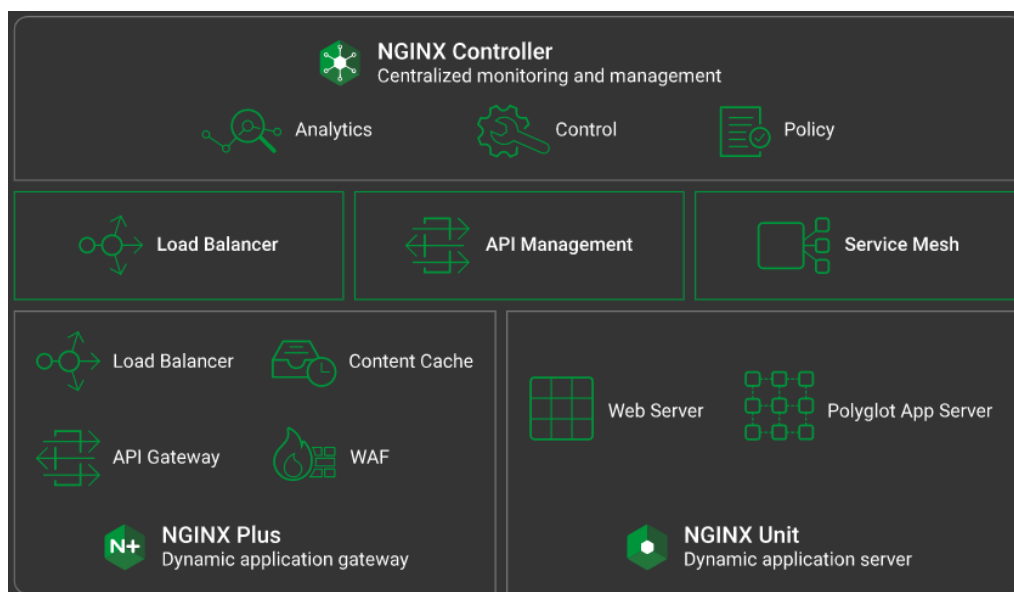 NGINX Controller
Centralized monitoring and management
Analytics
Control
Policy
Load Balancer
API Management
Service Mesh
Load Balancer
Content Cache
API Gateway
WAF
N+
NGINX Plus
Dynamic application gateway
Web Server
Polyglot App Server
NGINX Unit
Dynamic application server